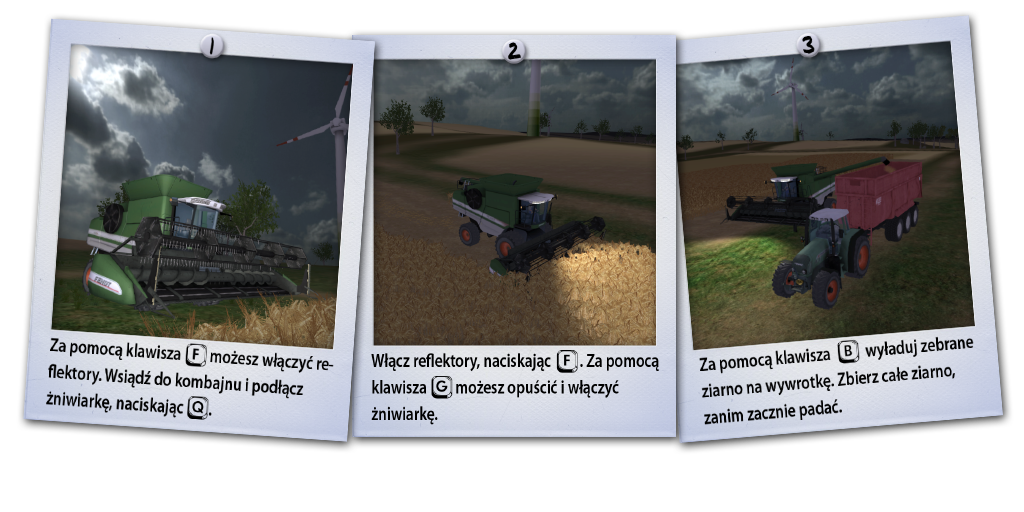 1
Za pomocą klawisza F możesz włączyć re-
flektory. Wsiądź do kombajnu i podłącz
żniwiarkę, naciskając Q.
2
Włącz reflektory, naciskając F. Za pomocą
klawisza G możesz opuścić i włączyć
żniwiarkę.
3
Za pomocą klawisza B wyładuj zebrane
ziarno na wywrotkę. Zbierz całe ziarno,
zanim zacznie padać.